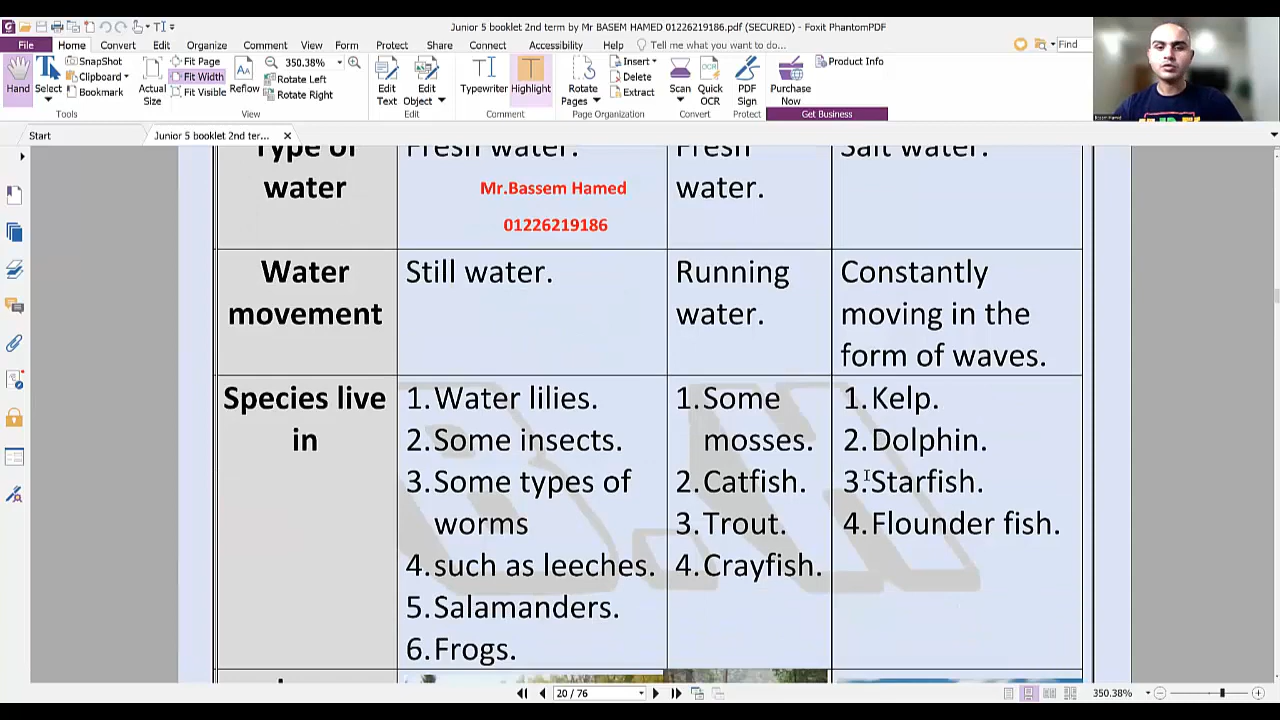 Junior 5 booklet 2nd term by Mr BASEM HAMED 01226219186.pdf (SECURED) - Foxit PhantomPDF
File Home Convert Edit Organize Comment View Form Protect Share Connect Accessibility Help Tell me what you want to do... Find
Hand
Select
SnapShot
Clipboard
Bookmark
Tools
Actual Size
Fit Page
Fit Width
Fit Visible
Reflow
350.38%
Rotate Left
Rotate Right
View
Edit Text
Edit Object
Edit
Typewriter
Highlight
Comment
Rotate Pages
Insert
Delete
Extract
Page Organization
Scan
Quick OCR
Convert
PDF Sign
Protect
Purchase Now
Product Info
Get Business
Start
Junior 5 booklet 2nd ter...
Type of water
Fresh water.
Mr.Bassem Hamed
01226219186
Fresh water.
Salt water.
Water movement
Still water.
Running water.
Constantly moving in the form of waves.
Species live in
1.Water lilies.
2.Some insects.
3.Some types of worms
4.such as leeches.
5.Salamanders.
6.Frogs.
1.Some mosses.
2.Catfish.
3.Trout.
4.Crayfish.
1.Kelp.
2.Dolphin.
3.Starfish.
4.Flounder fish.
20 / 76
350.38%